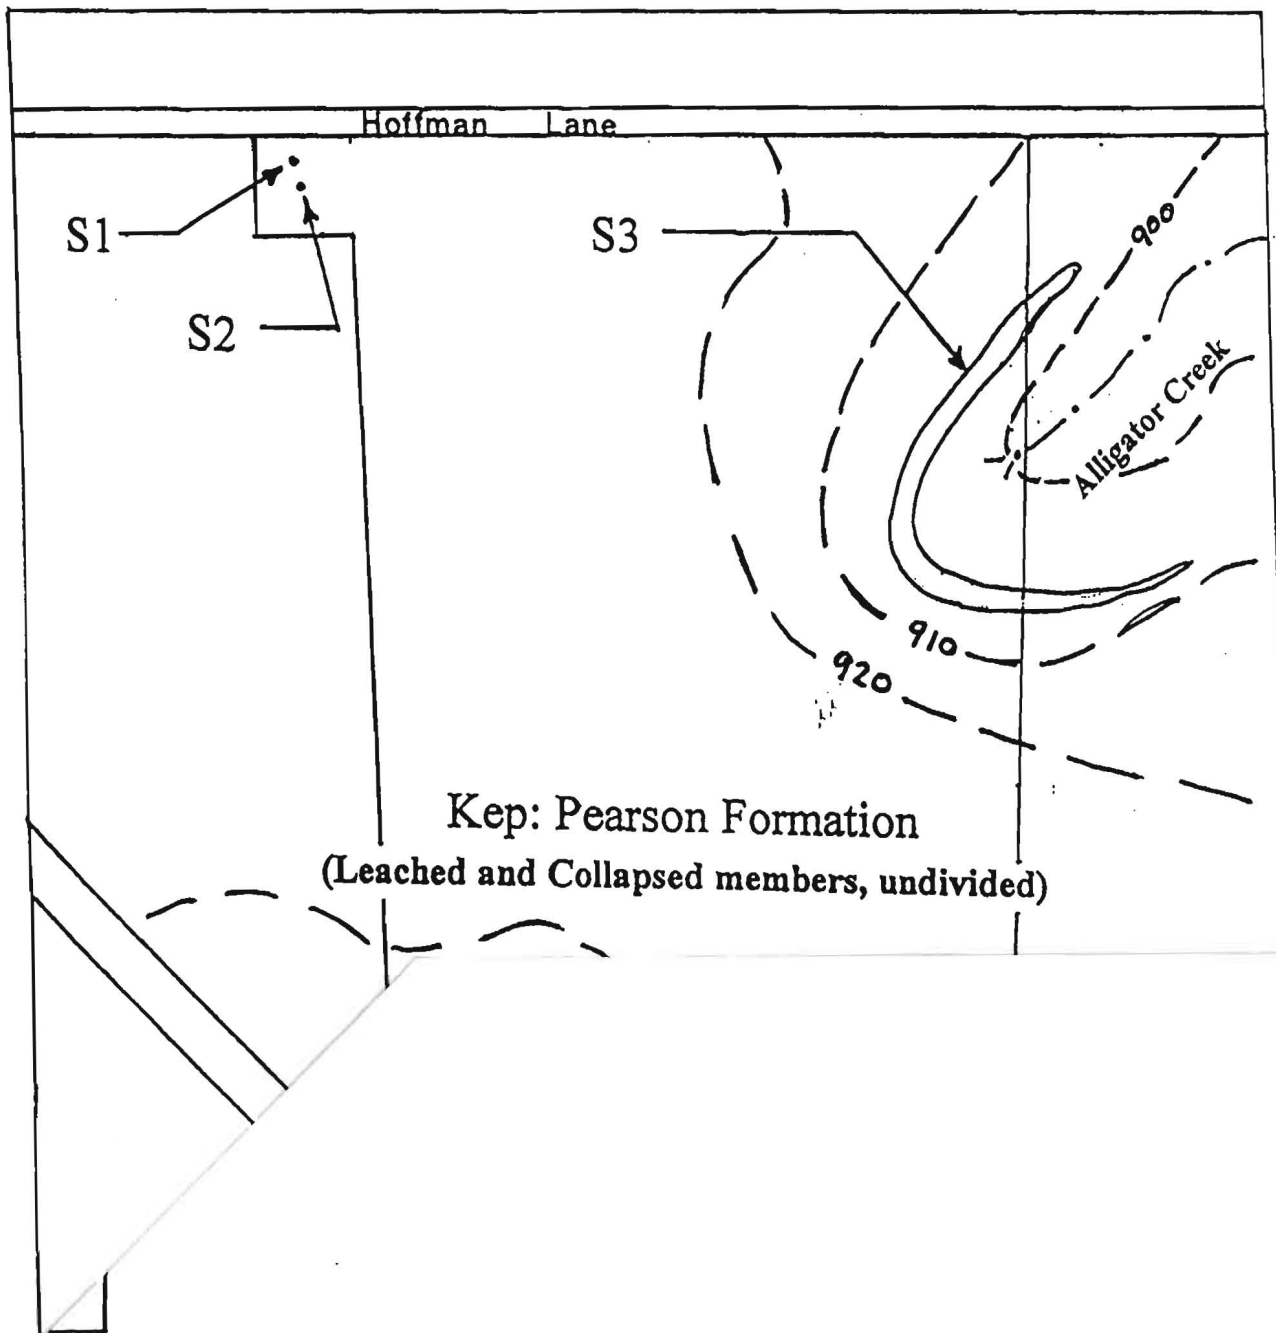 Hoffman Lane
S1
S3
900
S2
Alligator Creek
910
920
Kep: Pearson Formation
(Leached and Collapsed members, undivided)